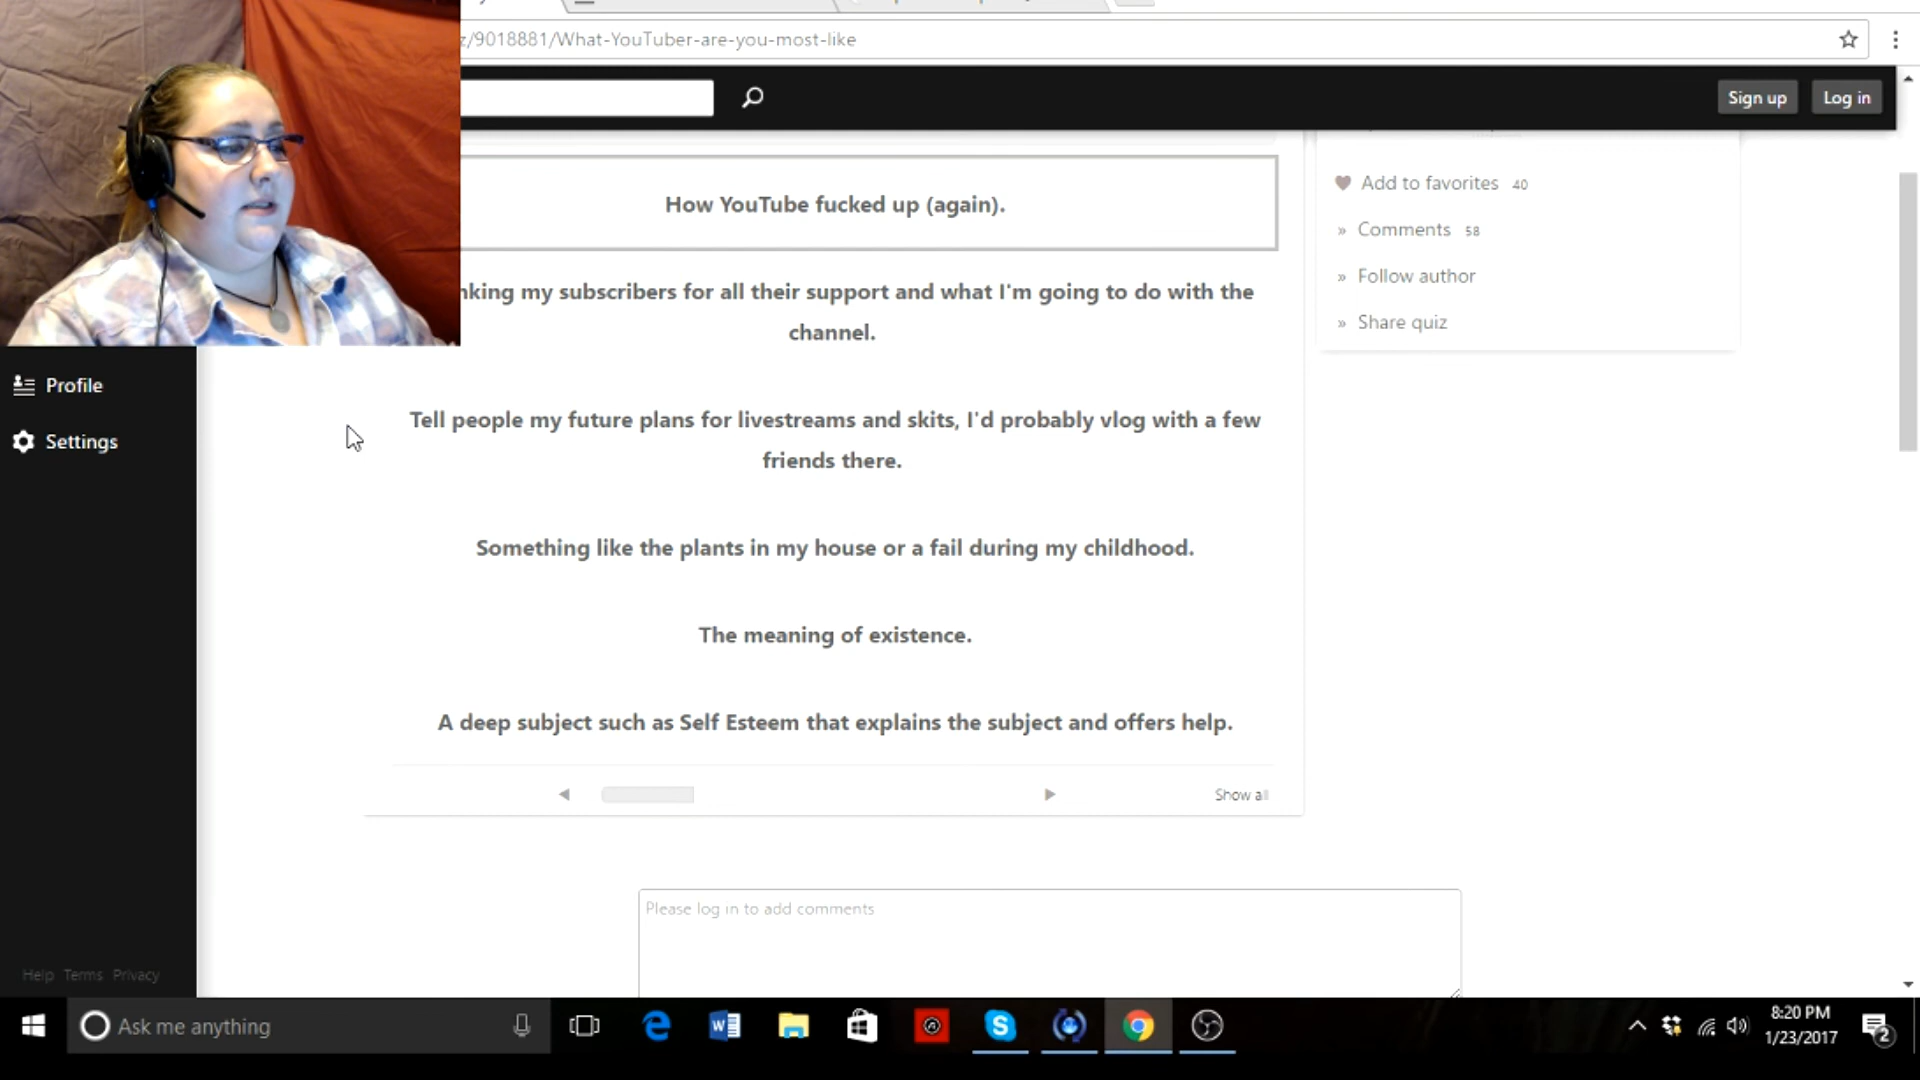 /9018881/What-YouTuber-are-you-most-like
Sign up
Log in
How YouTube fucked up (again).
Add to favorites 40
» Comments 58
nking my subscribers for all their support and what I'm going to do with the
channel.
» Follow author
» Share quiz
Profile
Tell people my future plans for livestreams and skits, I'd probably vlog with a few
friends there.
Settings
Something like the plants in my house or a fail during my childhood.
The meaning of existence.
A deep subject such as Self Esteem that explains the subject and offers help.
Show all
Please log in to add comments
Help Terms Privacy
Ask me anything
8:20 PM
1/23/2017
2